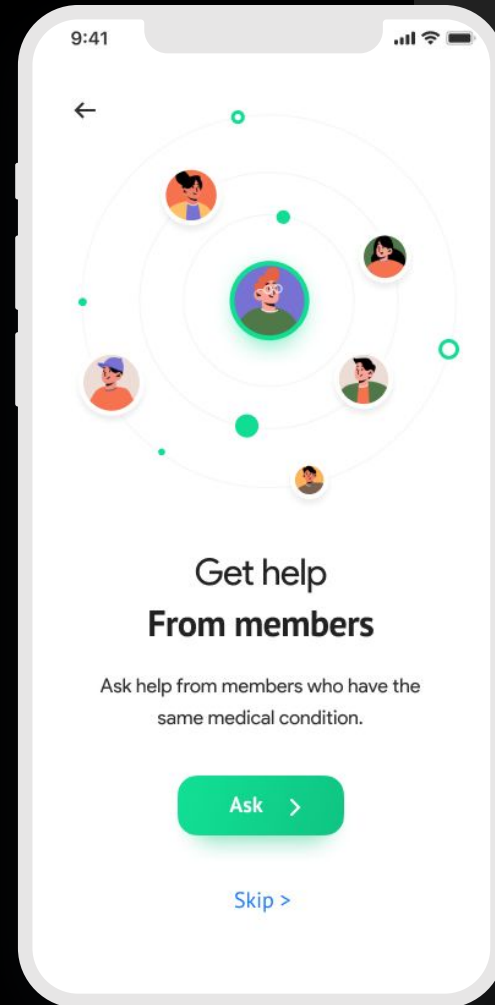 9:41
Get help
From members
Ask help from members who have the
same medical condition.
Ask >
Skip >